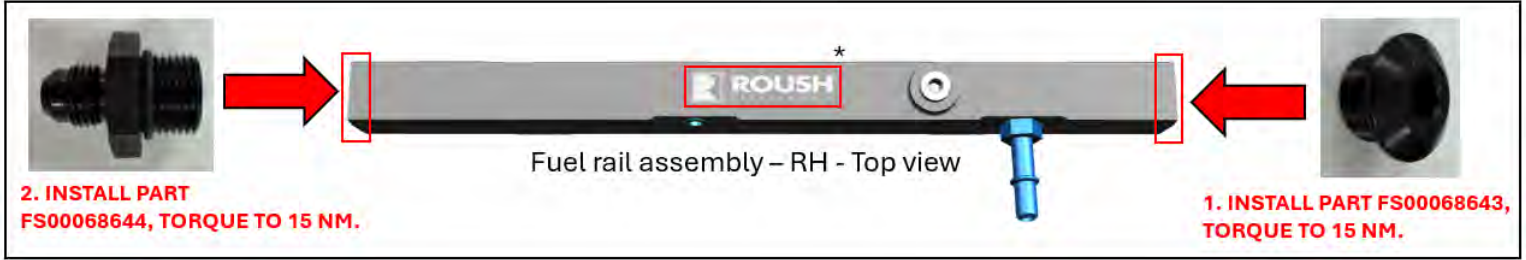 *
ROUSH
Fuel rail assembly – RH - Top view
2. INSTALL PART
FS00068644, TORQUE TO 15 NM.
1. INSTALL PART FS00068643,
TORQUE TO 15 NM.